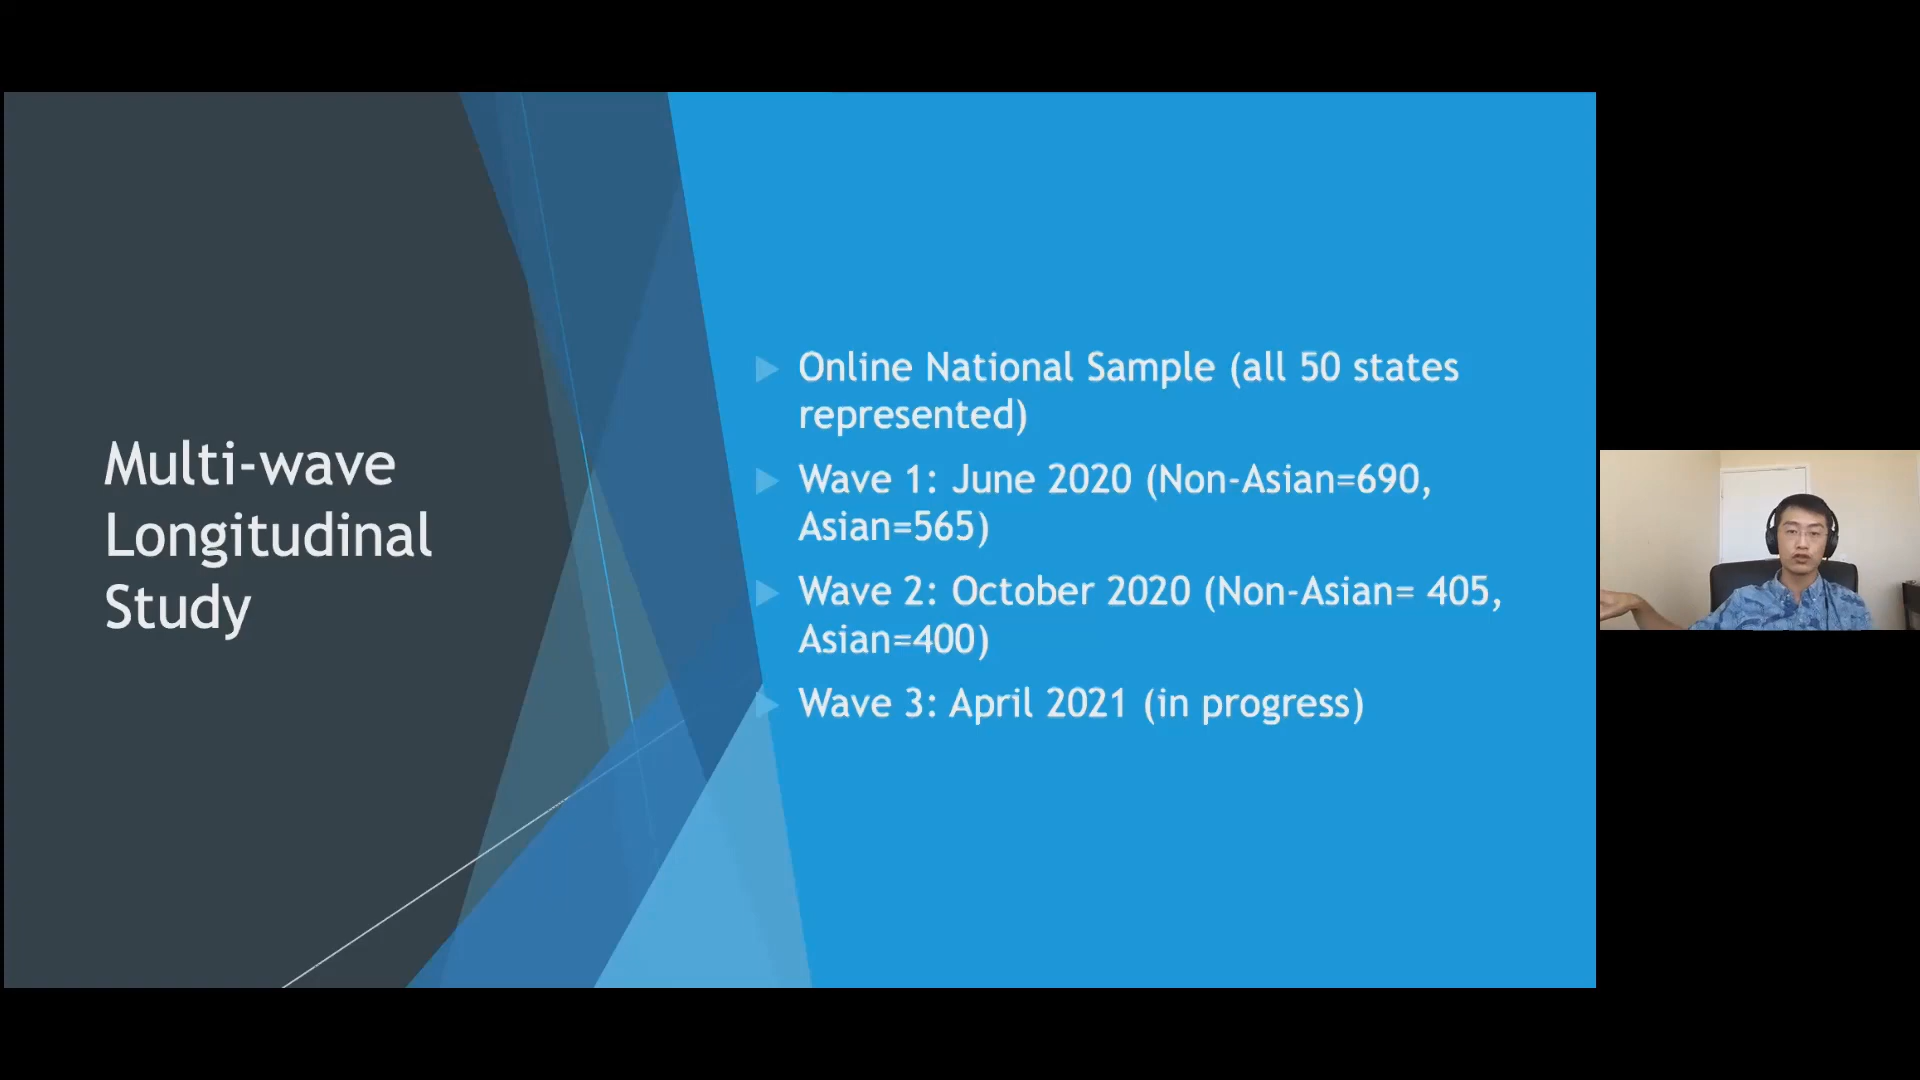 Multi-wave
Longitudinal
Study
Online National Sample (all 50 states
represented)
Wave 1: June 2020 (Non-Asian=690,
Asian=565)
Wave 2: October 2020 (Non-Asian= 405,
Asian=400)
Wave 3: April 2021 (in progress)